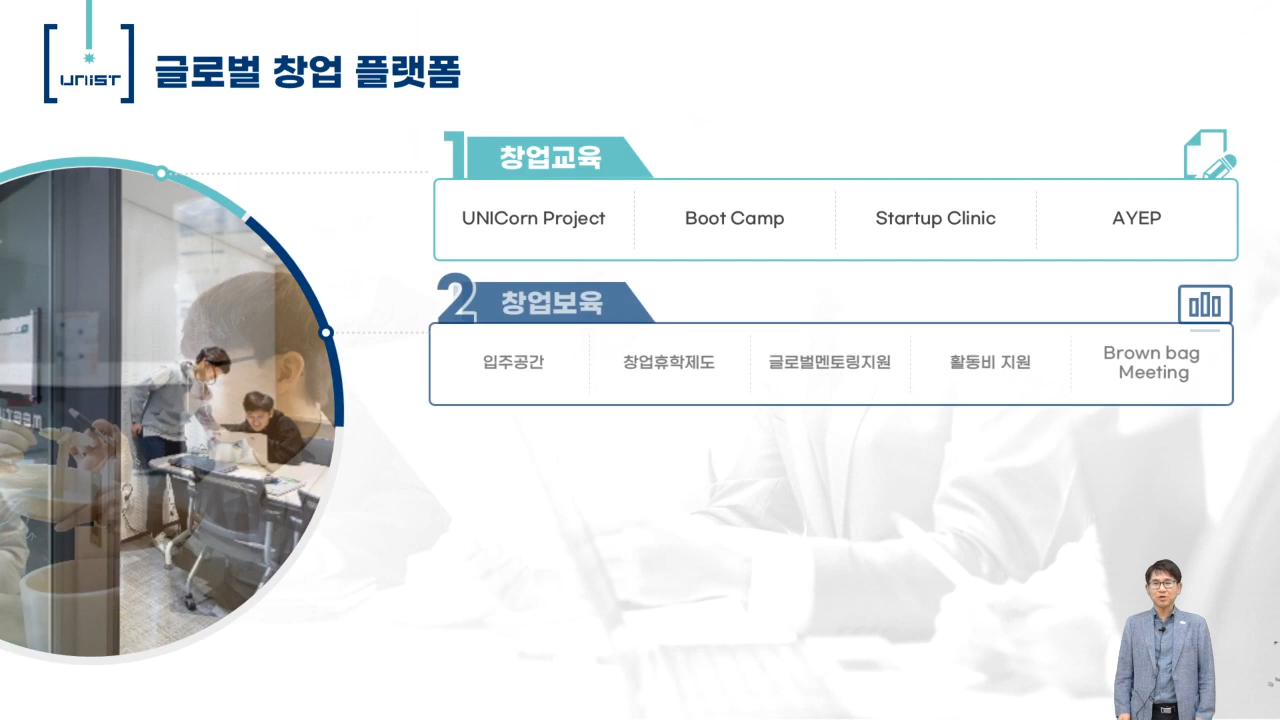 UNIST
글로벌 창업 플랫폼
1 창업교육
UNICorn Project
Boot Camp
Startup Clinic
AYEP
2 창업보육
입주공간
창업휴학제도
글로벌멘토링지원
활동비 지원
Brown bag
Meeting